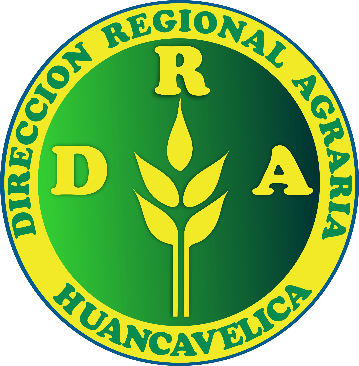 DIRECCION REGIONAL AGRARIA
D R A
HUANCAVELICA